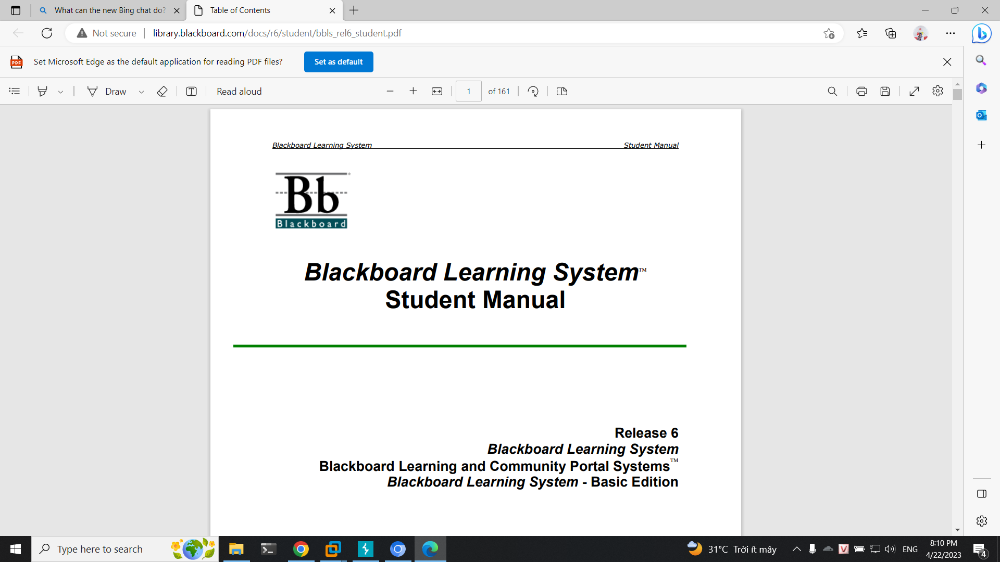 What can the new Bing chat do?
Table of Contents
Not secure
library.blackboard.com/docs/r6/student/bbls_rel6_student.pdf
PDF
Set Microsoft Edge as the default application for reading PDF files?
Set as default
Draw
Read aloud
1 of 161
Blackboard Learning System Student Manual
Bb
Blackboard
Blackboard Learning System™
Student Manual
Release 6
Blackboard Learning System
Blackboard Learning and Community Portal Systems™
Blackboard Learning System - Basic Edition
Type here to search
31°C Trời ít mây
ENG
8:10 PM
4/22/2023
4